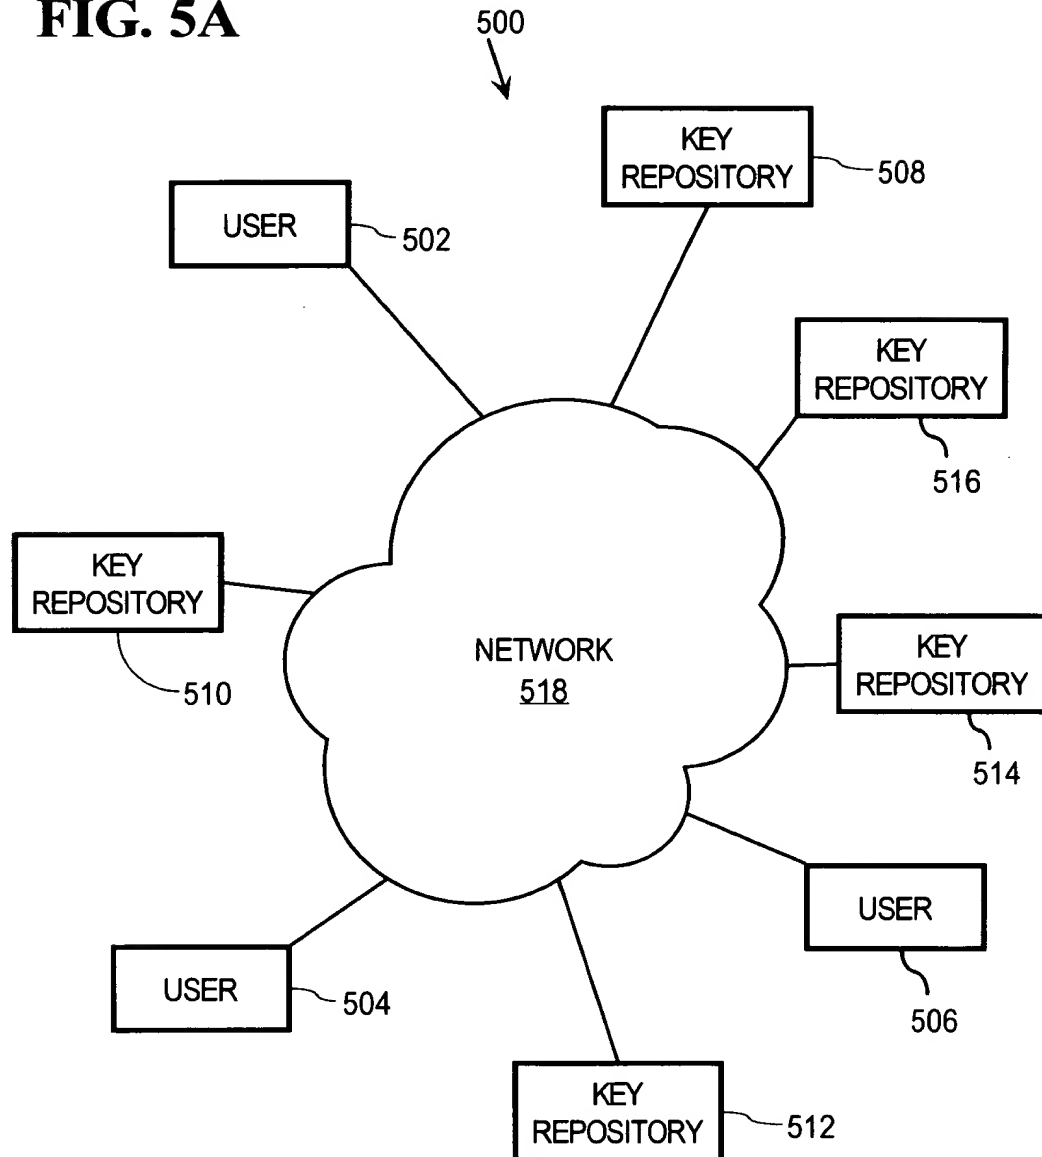 FIG. 5A
500
KEY
REPOSITORY
508
USER
502
KEY
REPOSITORY
516
KEY
REPOSITORY
510
NETWORK
518
KEY
REPOSITORY
514
USER
506
USER
504
KEY
REPOSITORY
512